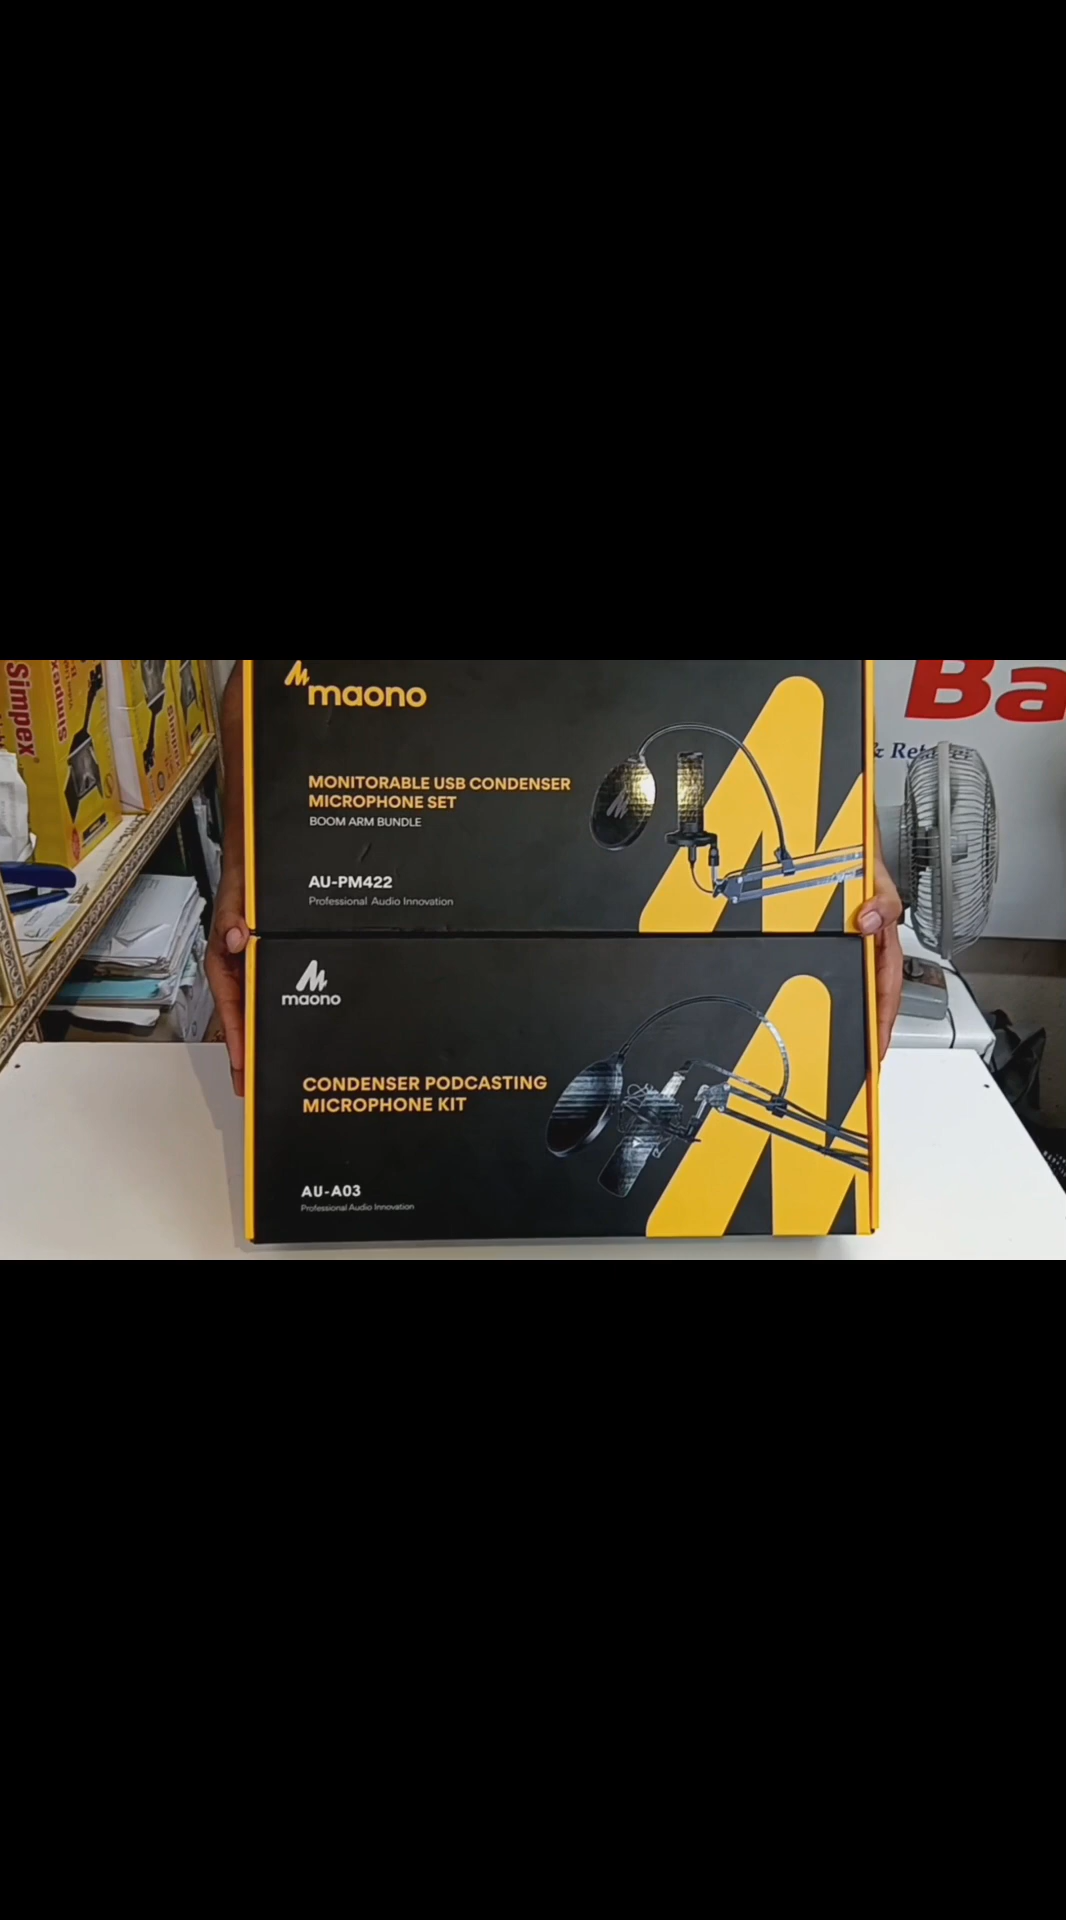 Simpex
Ba
& Retailer
maono
MONITORABLE USB CONDENSER
MICROPHONE SET
BOOM ARM BUNDLE
AU-PM422
Professional Audio Innovation
maono
CONDENSER PODCASTING
MICROPHONE KIT
AU-A03
Professional Audio Innovation